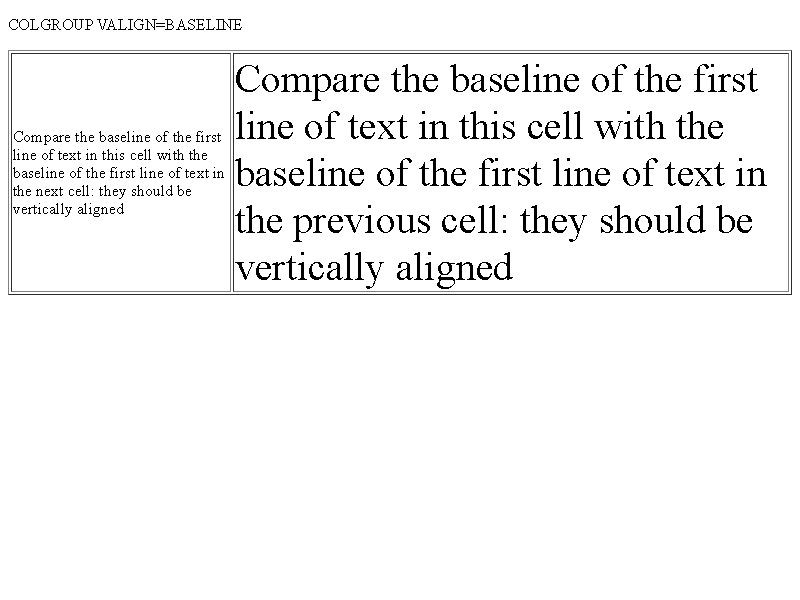 COLGROUP VALIGN=BASELINE
Compare the baseline of the first
line of text in this cell with the
baseline of the first line of text in
the next cell: they should be
vertically aligned
Compare the baseline of the first
line of text in this cell with the
baseline of the first line of text in
the previous cell: they should be
vertically aligned